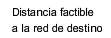 Distancia factible
a la red de destino